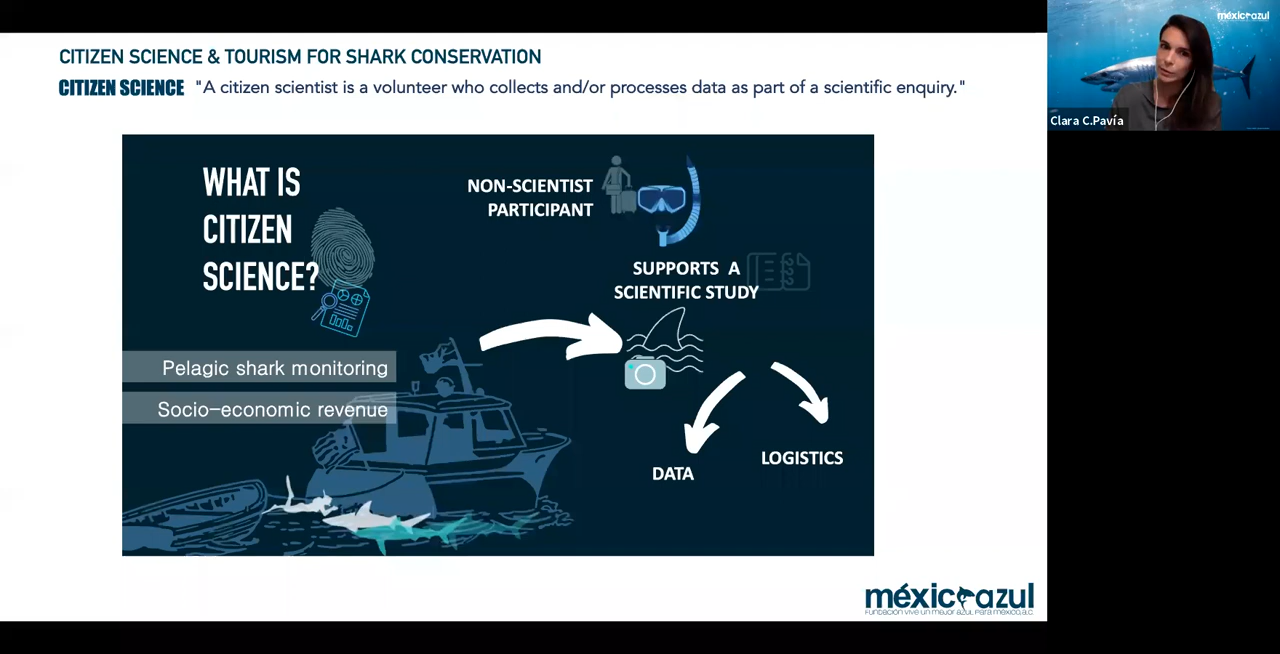 CITIZEN SCIENCE & TOURISM FOR SHARK CONSERVATION
CITIZEN SCIENCE "A citizen scientist is a volunteer who collects and/or processes data as part of a scientific enquiry."
WHAT IS
CITIZEN
SCIENCE?
Pelagic shark monitoring
Socio-economic revenue
NON-SCIENTIST
PARTICIPANT
SUPPORTS A
SCIENTIFIC STUDY
DATA
LOGISTICS
méxicoazul
FUNDACIÓN VIVE UN MEJOR AZUL PARA MÉXICO, A.C.
méxicoazul
Clara C.Pavía